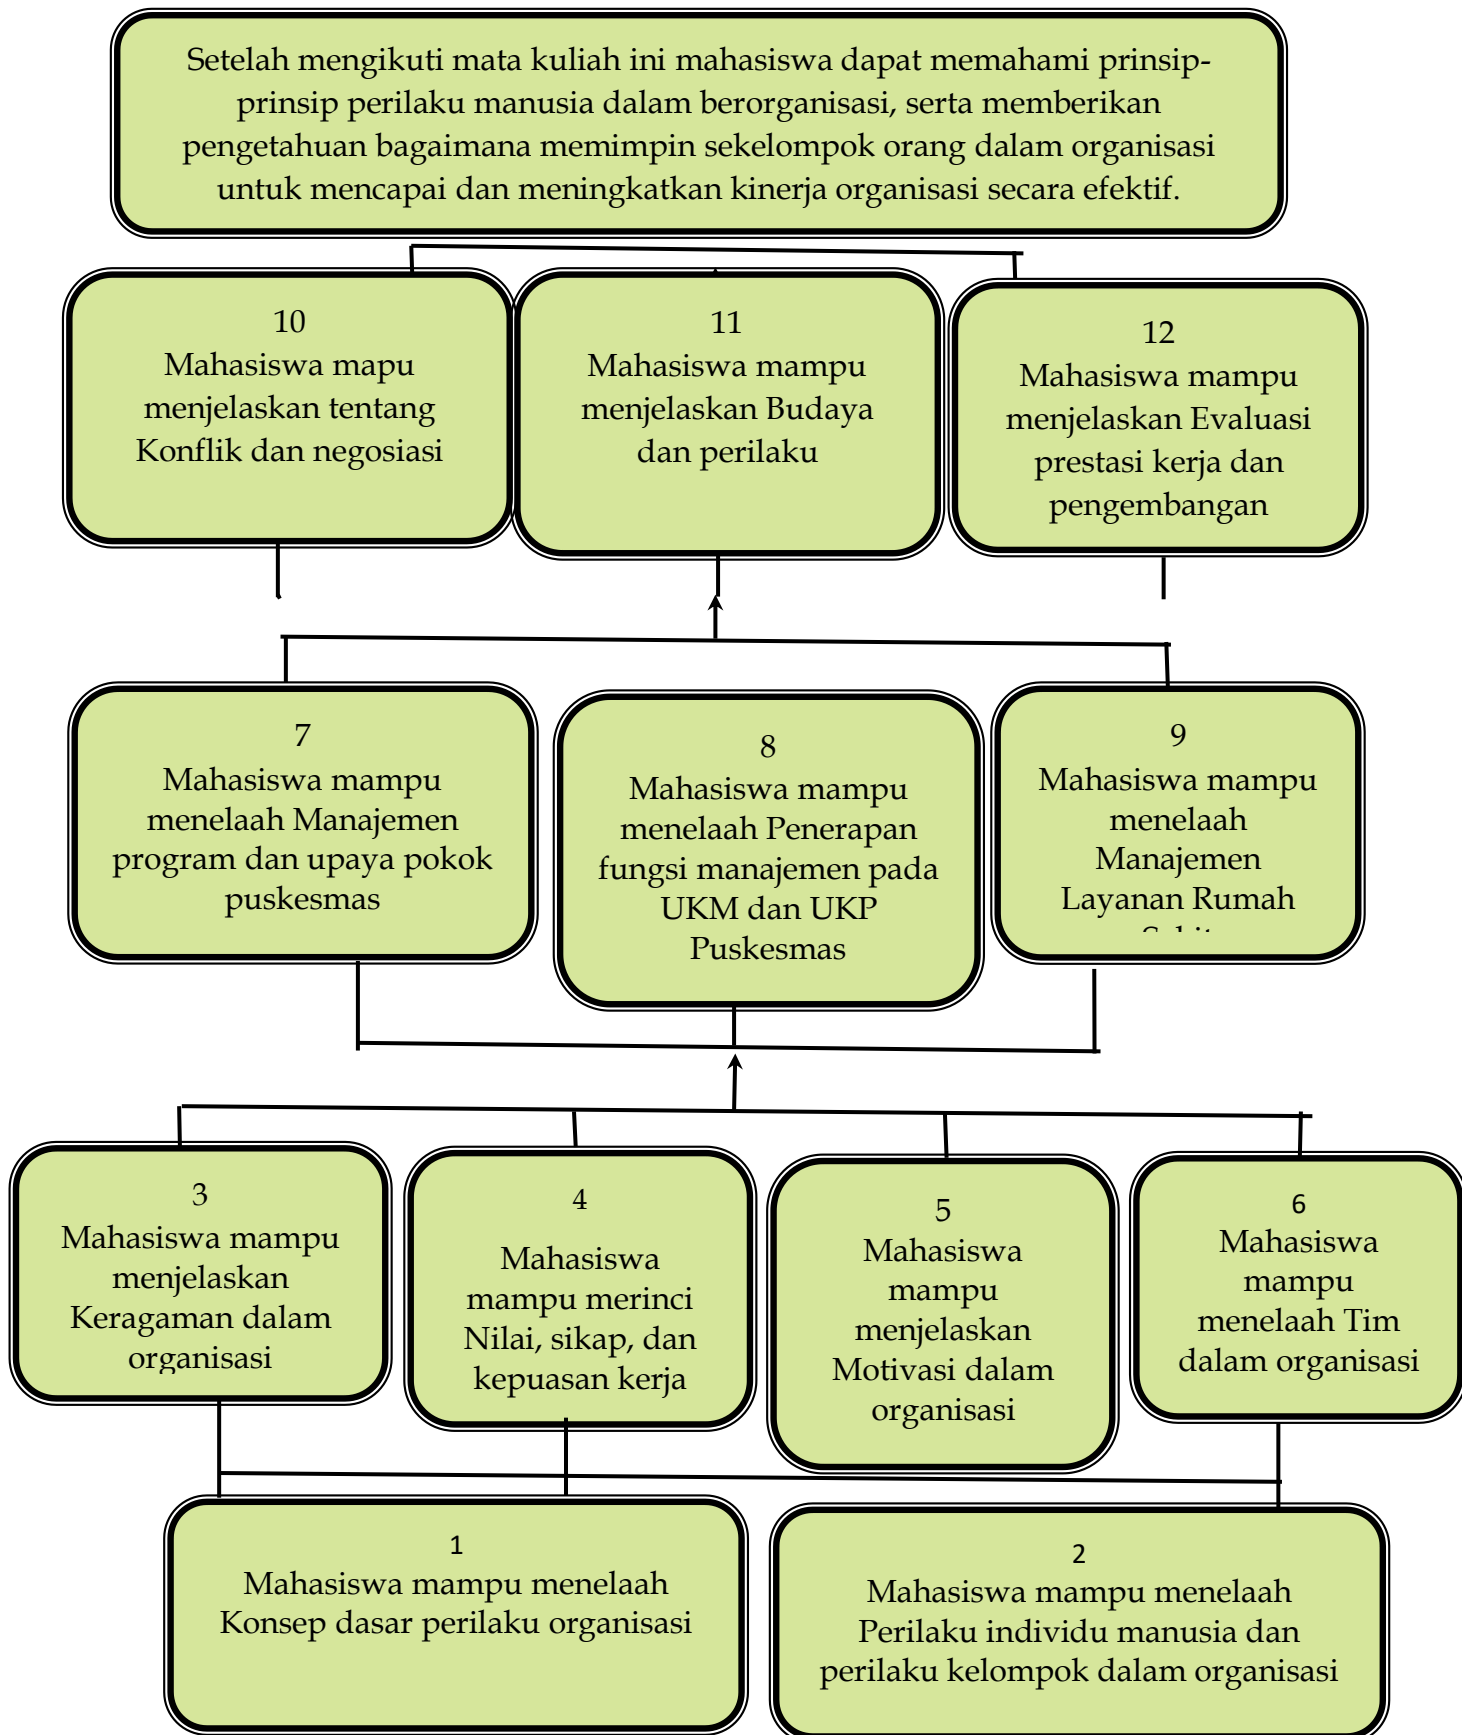 Setelah mengikuti mata kuliah ini mahasiswa dapat memahami prinsip-
prinsip perilaku manusia dalam berorganisasi, serta memberikan
pengetahuan bagaimana memimpin sekelompok orang dalam organisasi
untuk mencapai dan meningkatkan kinerja organisasi secara efektif.
10
Mahasiswa mapu
menjelaskan tentang
Konflik dan negosiasi
11
Mahasiswa mampu
menjelaskan Budaya
dan perilaku
12
Mahasiswa mampu
menjelaskan Evaluasi
prestasi kerja dan
pengembangan
7
Mahasiswa mampu
menelaah Manajemen
program dan upaya pokok
puskesmas
8
Mahasiswa mampu
menelaah Penerapan
fungsi manajemen pada
UKM dan UKP
Puskesmas
9
Mahasiswa mampu
menelaah
Manajemen
Layanan Rumah
3
Mahasiswa mampu
menjelaskan
Keragaman dalam
organisasi
4
Mahasiswa
mampu merinci
Nilai, sikap, dan
kepuasan kerja
5
Mahasiswa
mampu
menjelaskan
Motivasi dalam
organisasi
6
Mahasiswa
mampu
menelaah Tim
dalam organisasi
1
Mahasiswa mampu menelaah
Konsep dasar perilaku organisasi
2
Mahasiswa mampu menelaah
Perilaku individu manusia dan
perilaku kelompok dalam organisasi